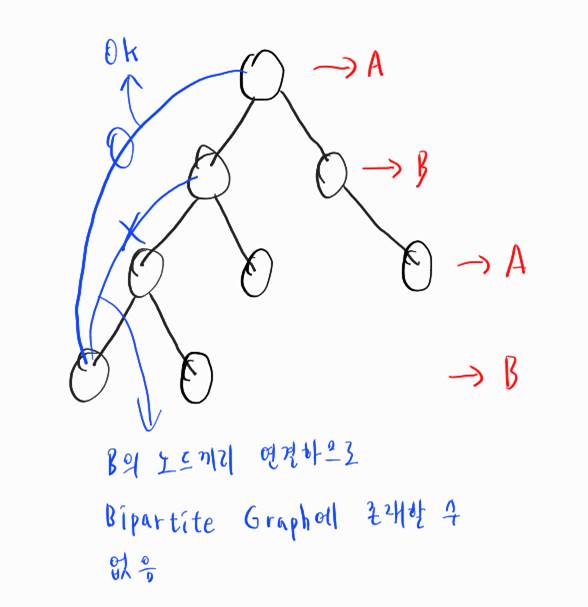 Ok
→ A
→ B
→ A
→ B
B의 노드끼리 연결하으로
Bipartite Graph에 존재할 수
없음